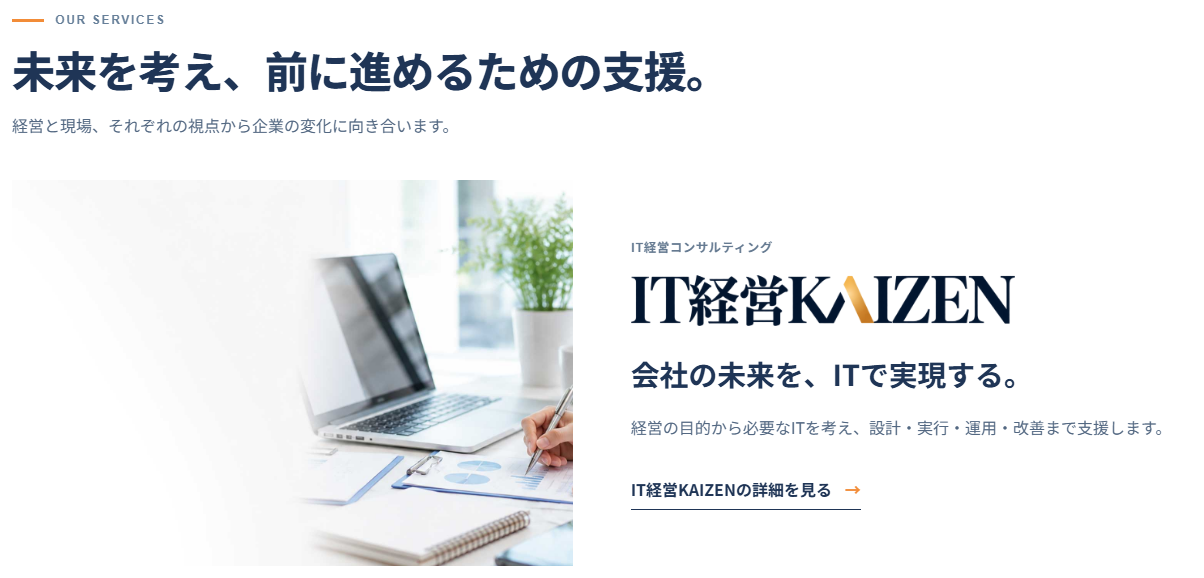 OUR SERVICES
未来を考え、前に進めるための支援。
経営と現場、それぞれの視点から企業の変化に向き合います。
IT経営コンサルティング
IT経営KAIZEN
会社の未来を、ITで実現する。
経営の目的から必要なITを考え、設計・実行・運用・改善まで支援します。
IT経営KAIZENの詳細を見る →